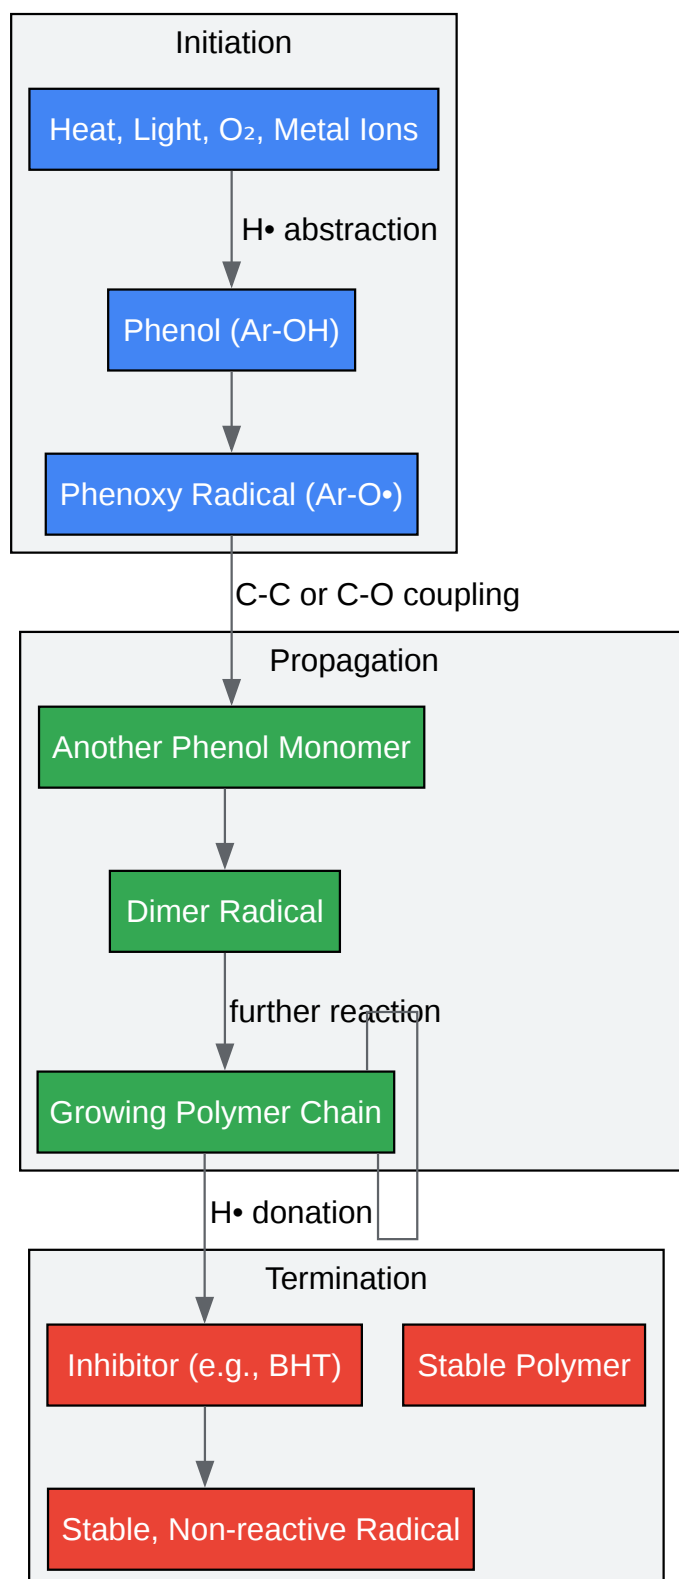 Initiation
Heat, Light, O₂, Metal Ions
H• abstraction
Phenol (Ar-OH)
Phenoxy Radical (Ar-O•)
C-C or C-O coupling
Propagation
Another Phenol Monomer
Dimer Radical
further reaction
Growing Polymer Chain
H• donation
Termination
Inhibitor (e.g., BHT)
Stable Polymer
Stable, Non-reactive Radical